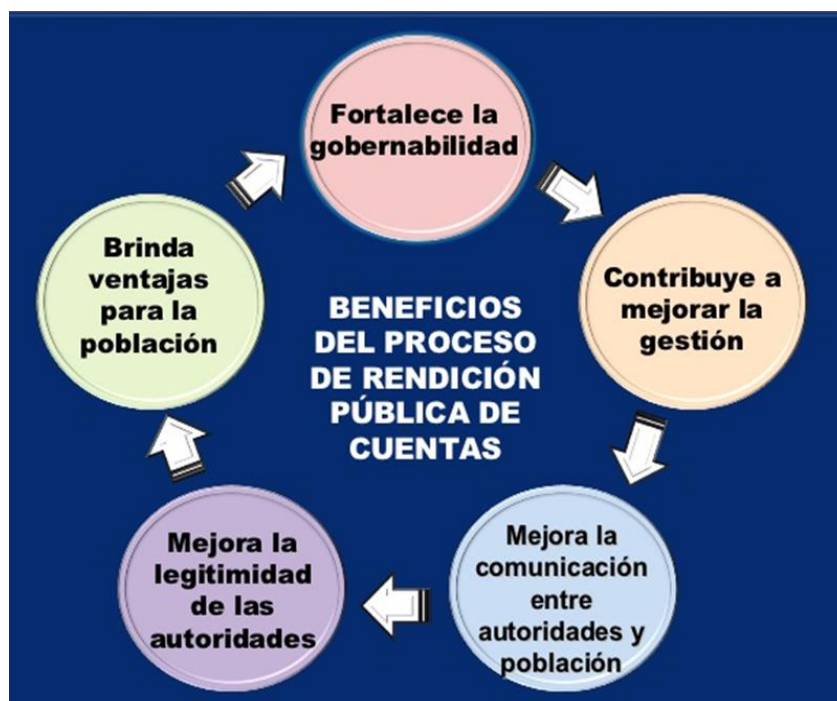 Fortalece la
gobernabilidad
Contribuye a
mejorar la
gestión
Mejora la
comunicación
entre
autoridades y
población
Mejora la
legitimidad
de las
autoridades
Brinda
ventajas
para la
población
BENEFICIOS
DEL PROCESO
DE RENDICIÓN
PÚBLICA DE
CUENTAS